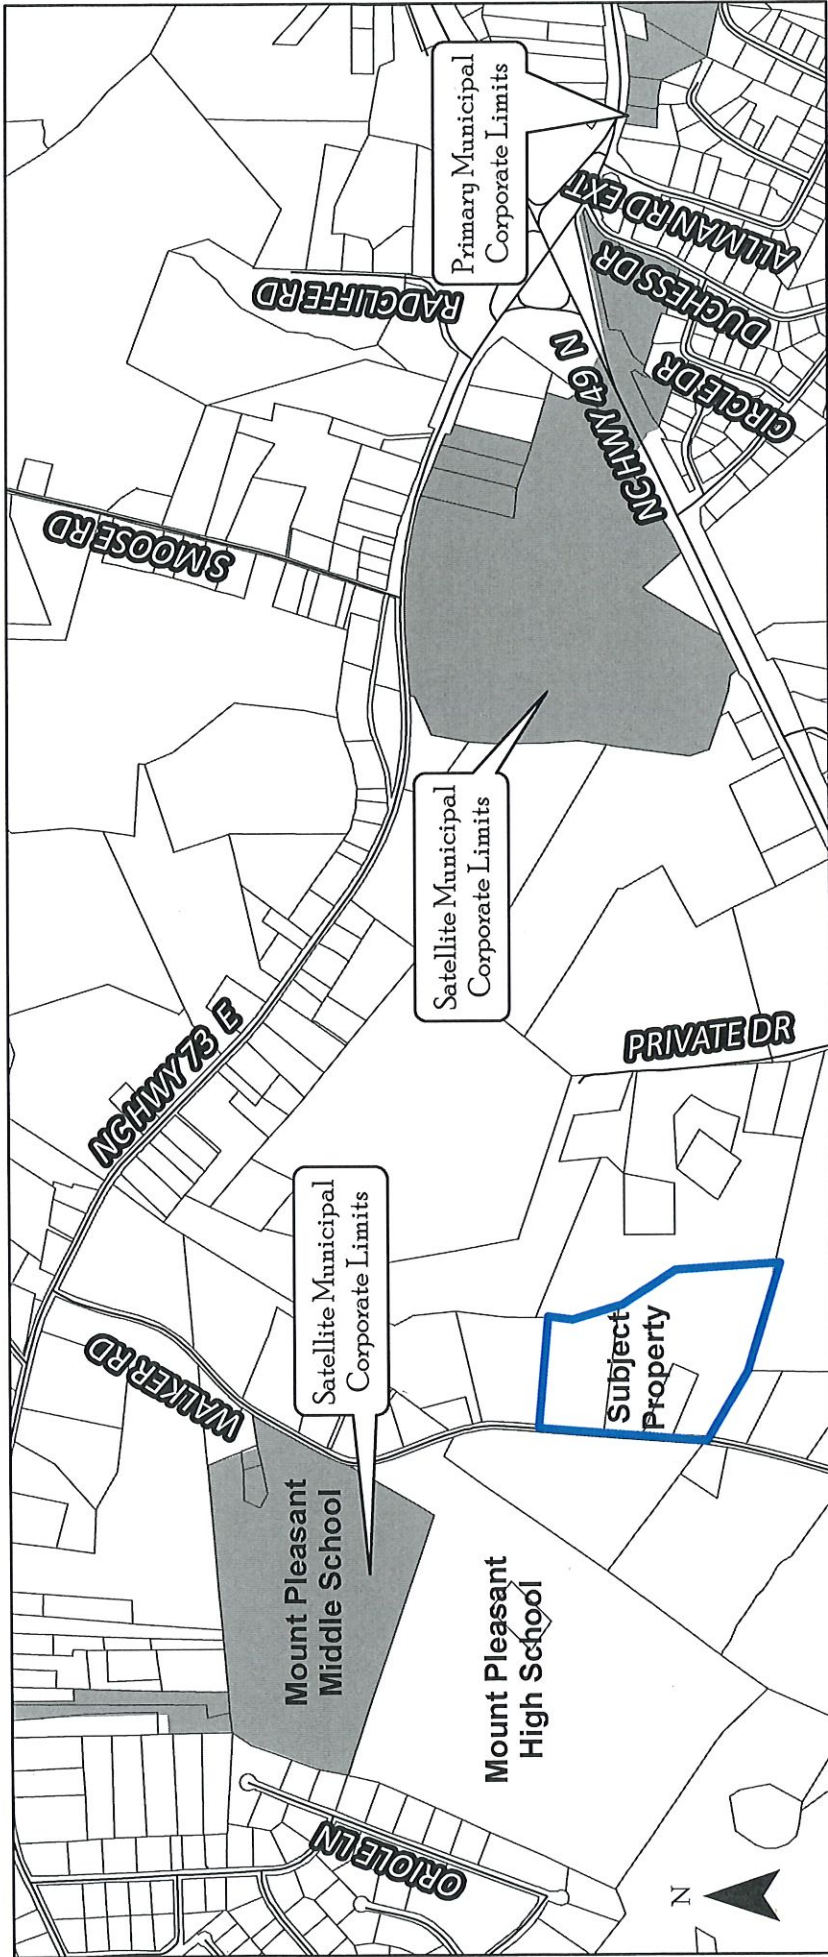 NC HWY 73 E
S MOOSE RD
RADCLIFFE RD
Primary Municipal
Corporate Limits
WALKER RD
Satellite Municipal
Corporate Limits
Satellite Municipal
Corporate Limits
NC HWY 49 N
ALLMAN RD EXT
DUCHESS DR
CIRCLE DR
Mount Pleasant
Middle School
ORIOLE LN
Mount Pleasant
High School
Subject
Property
PRIVATE DR
N